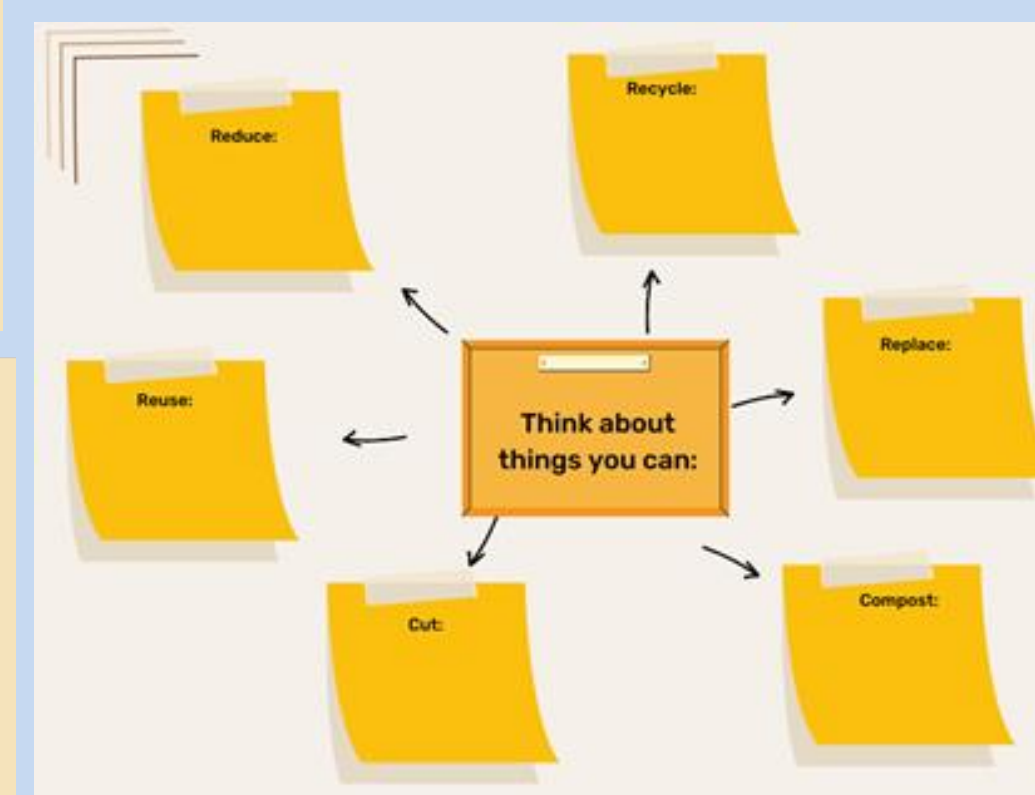 Reduce:
Recycle:
Replace:
Reuse:
Think about
things you can:
Cut:
Compost: